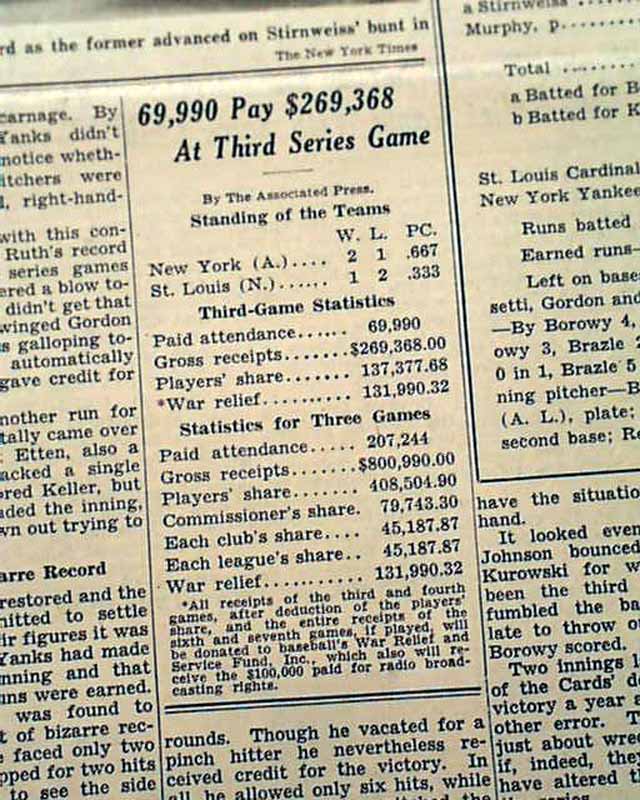 rd as the former advanced on Stirnweiss' bunt in
The New York Times
carnage. By
Yanks didn't
notice wheth-
itchers were
, right-hand-
with this con-
Ruth's record
series games
ered a blow to-
didn't get that
winged Gordon
s galloping to-
automatically
gave credit for
nother run for
tally came over
Etten, also a
acked a single
ered Keller, but
ded the inning,
wn out trying to
arre Record
restored and the
mitted to settle
ir figures it was
Yanks had made
nning and that
uns were earned.
was found to
t of bizarre rec-
e faced only two
pped for two hits
to see the side
69,990 Pay $269,368
At Third Series Game
By The Associated Press.
Standing of the Teams
W. L. PC.
New York (A.).... 2 1 .667
St. Louis (N.)...... 1 2 .333
Third-Game Statistics
Paid attendance...... 69,990
Gross receipts.......$269,368.00
Players' share....... 137,377.68
*War relief.......... 131,990.32
Statistics for Three Games
Paid attendance..... 207,244
Gross receipts.......$800,990.00
Players' share....... 408,504.90
Commissioner's share. 79,743.30
Each club's share.... 45,187.87
Each league's share.. 45,187.87
War relief........... 131,990.32
*All receipts of the third and fourth
games, after deduction of the players'
share, and the entire receipts of the
sixth and seventh games, if played, will
be donated to baseball's War Relief and
Service Fund, Inc., which also will re-
ceive the $100,000 paid for radio broad-
casting rights.
rounds. Though he vacated for a
pinch hitter he nevertheless re-
ceived credit for the victory. In
all he allowed only six hits, while
a Stirnweiss
Murphy, p.......
Total ........
a Batted for B
b Batted for K
St. Louis Cardinal
New York Yankee
Runs batted
Earned runs—
Left on base
setti, Gordon and
—By Borowy 4,
owy 3, Brazle 2
0 in 1, Brazle 5
ning pitcher—B
(A. L.), plate;
second base; R
have the situatio
hand.
It looked even
Johnson bounced
Kurowski for w
been the third
fumbled the ba
late to throw o
Borowy scored.
Two innings l
of the Cards' d
victory a year a
other error. T
just about wre
if, indeed, they
have altered t